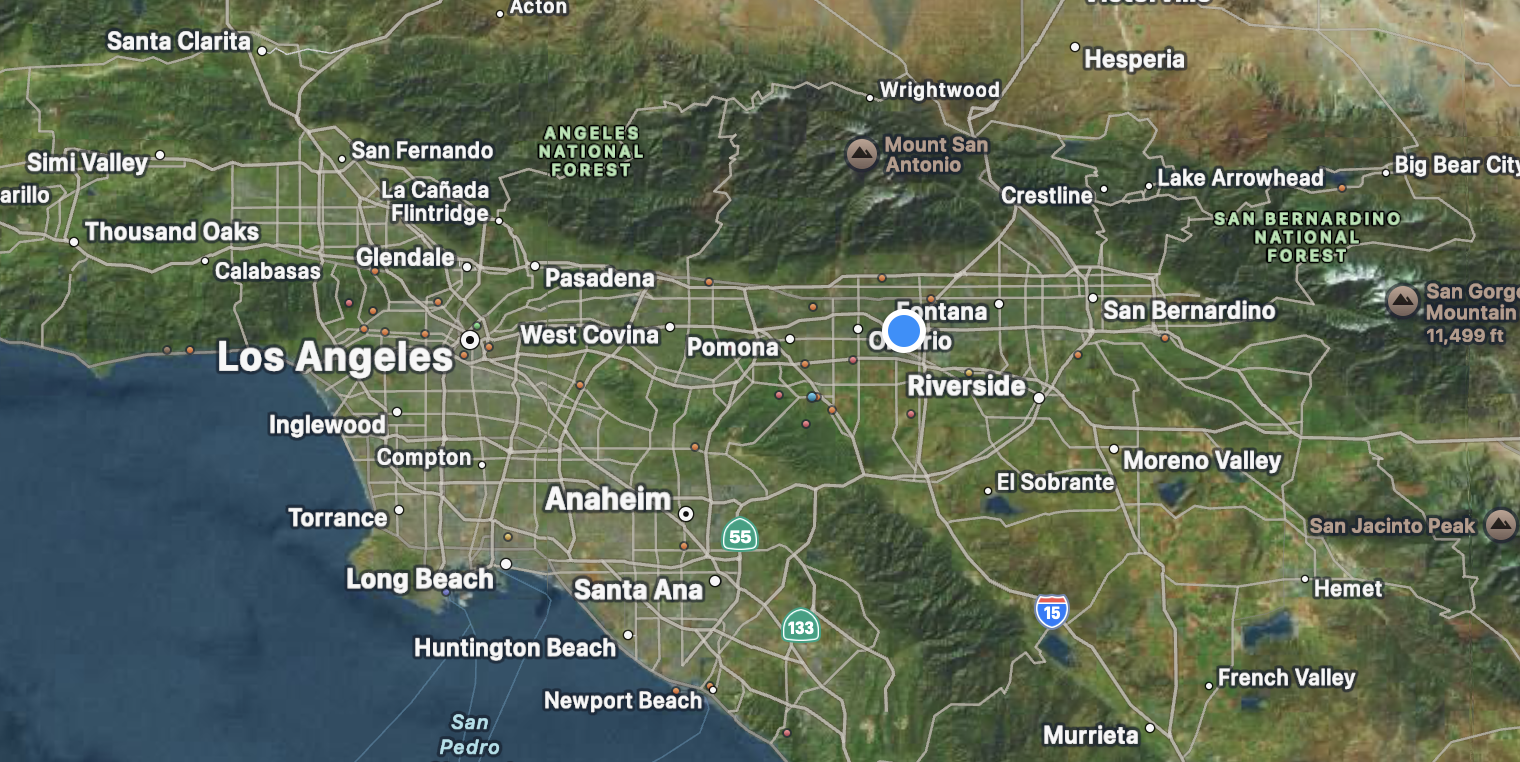 Acton
Santa Clarita
Hesperia
Wrightwood
ANGELES
NATIONAL
FOREST
Mount San
Antonio
San Fernando
Simi Valley
Big Bear City
Lake Arrowhead
Crestline
arillo
La Cañada
Flintridge
SAN BERNARDINO
NATIONAL
FOREST
Thousand Oaks
Glendale
Calabasas
Pasadena
San Gorgo
Mountain
11,499 ft
Fontana
San Bernardino
West Covina
Pomona
Los Angeles
Riverside
Inglewood
Compton
Moreno Valley
El Sobrante
Anaheim
Torrance
55
San Jacinto Peak
Long Beach
Santa Ana
Hemet
15
133
Huntington Beach
French Valley
Newport Beach
San
Pedro
Murrieta